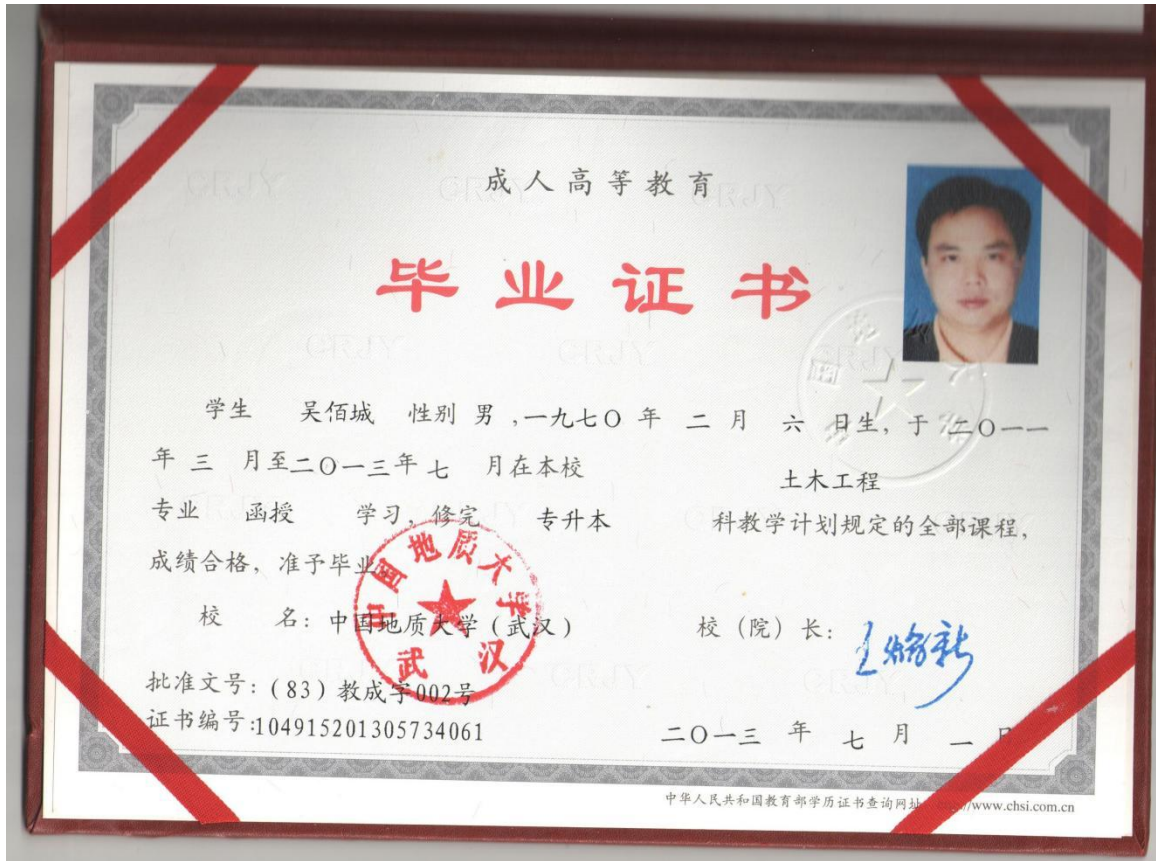 成人高等教育
毕业证书
学生 吴佰城 性别 男 ,一九七〇 年 二 月 六 日生, 于 二〇一一
年 三 月至二〇一三年 七 月在本校 土木工程
专业 函授 学习, 修完 专升本 科教学计划规定的全部课程,
成绩合格, 准予毕业
校 名: 中国地质大学 (武汉)
校 (院) 长: 王焰新
批准文号: (83) 教成字002号
证书编号:104915201305734061
二〇一三 年 七 月 一 日
中国地质大学
武汉
中华人民共和国教育部学历证书查询网址 //www.chsi.com.cn
CRJY